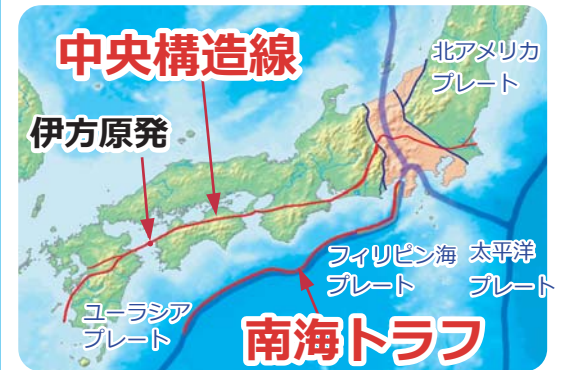 中央構造線
北アメリカ
プレート
伊方原発
フィリピン海
プレート
太平洋
プレート
ユーラシア
プレート
南海トラフ